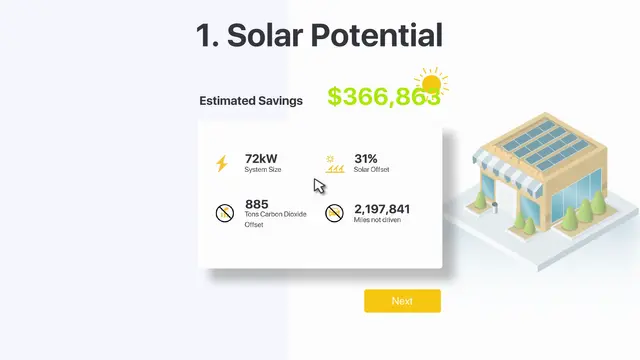 1. Solar Potential
Estimated Savings
$366,863
72kW
System Size
31%
Solar Offset
885
Tons Carbon Dioxide
Offset
2,197,841
Miles not driven
Next